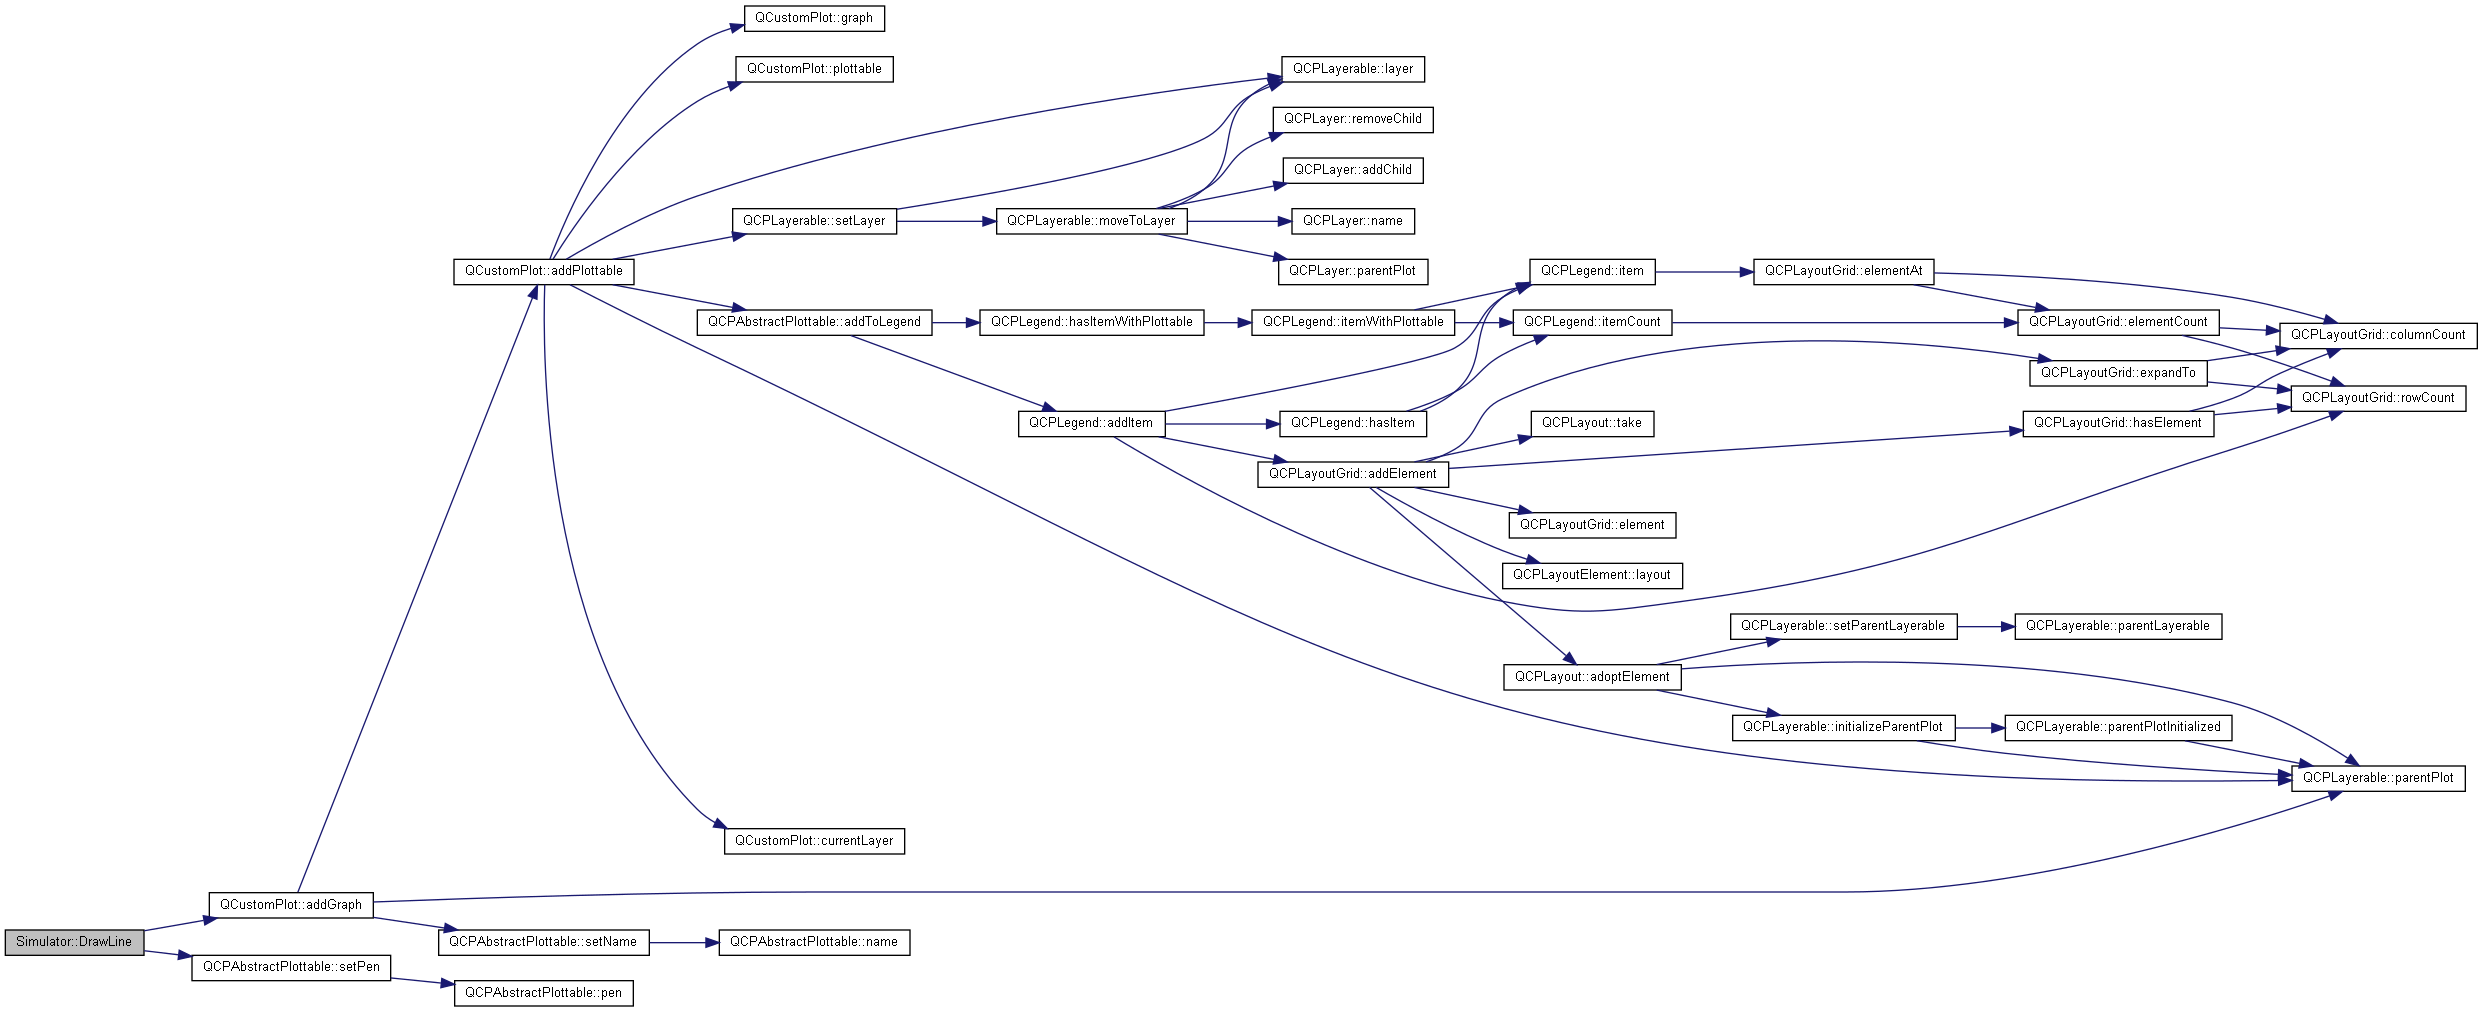 QCustomPlot::graph
QCustomPlot::plottable
QCPLayerable::layer
QCPLayer::removeChild
QCPLayer::addChild
QCPLayerable::setLayer
QCPLayerable::moveToLayer
QCPLayer::name
QCustomPlot::addPlottable
QCPLayer::parentPlot
QCPLegend::item
QCPLayoutGrid::elementAt
QCPAbstractPlottable::addToLegend
QCPLegend::hasItemWithPlottable
QCPLegend::itemWithPlottable
QCPLegend::itemCount
QCPLayoutGrid::elementCount
QCPLayoutGrid::columnCount
QCPLayoutGrid::expandTo
QCPLayoutGrid::rowCount
QCPLegend::addItem
QCPLegend::hasItem
QCPLayout::take
QCPLayoutGrid::hasElement
QCPLayoutGrid::addElement
QCPLayoutGrid::element
QCPLayoutElement::layout
QCPLayerable::setParentLayerable
QCPLayerable::parentLayerable
QCPLayout::adoptElement
QCPLayerable::initializeParentPlot
QCPLayerable::parentPlotInitialized
QCPLayerable::parentPlot
QCustomPlot::currentLayer
QCustomPlot::addGraph
Simulator::DrawLine
QCPAbstractPlottable::setName
QCPAbstractPlottable::name
QCPAbstractPlottable::setPen
QCPAbstractPlottable::pen